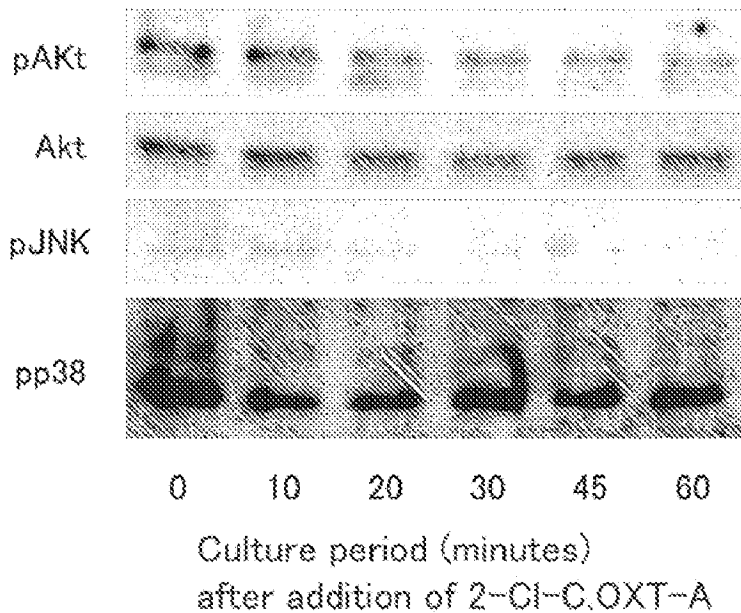 pAKt
Akt
pJNK
pp38
0 10 20 30 45 60
Culture period (minutes)
after addition of 2-Cl-C.OXT-A